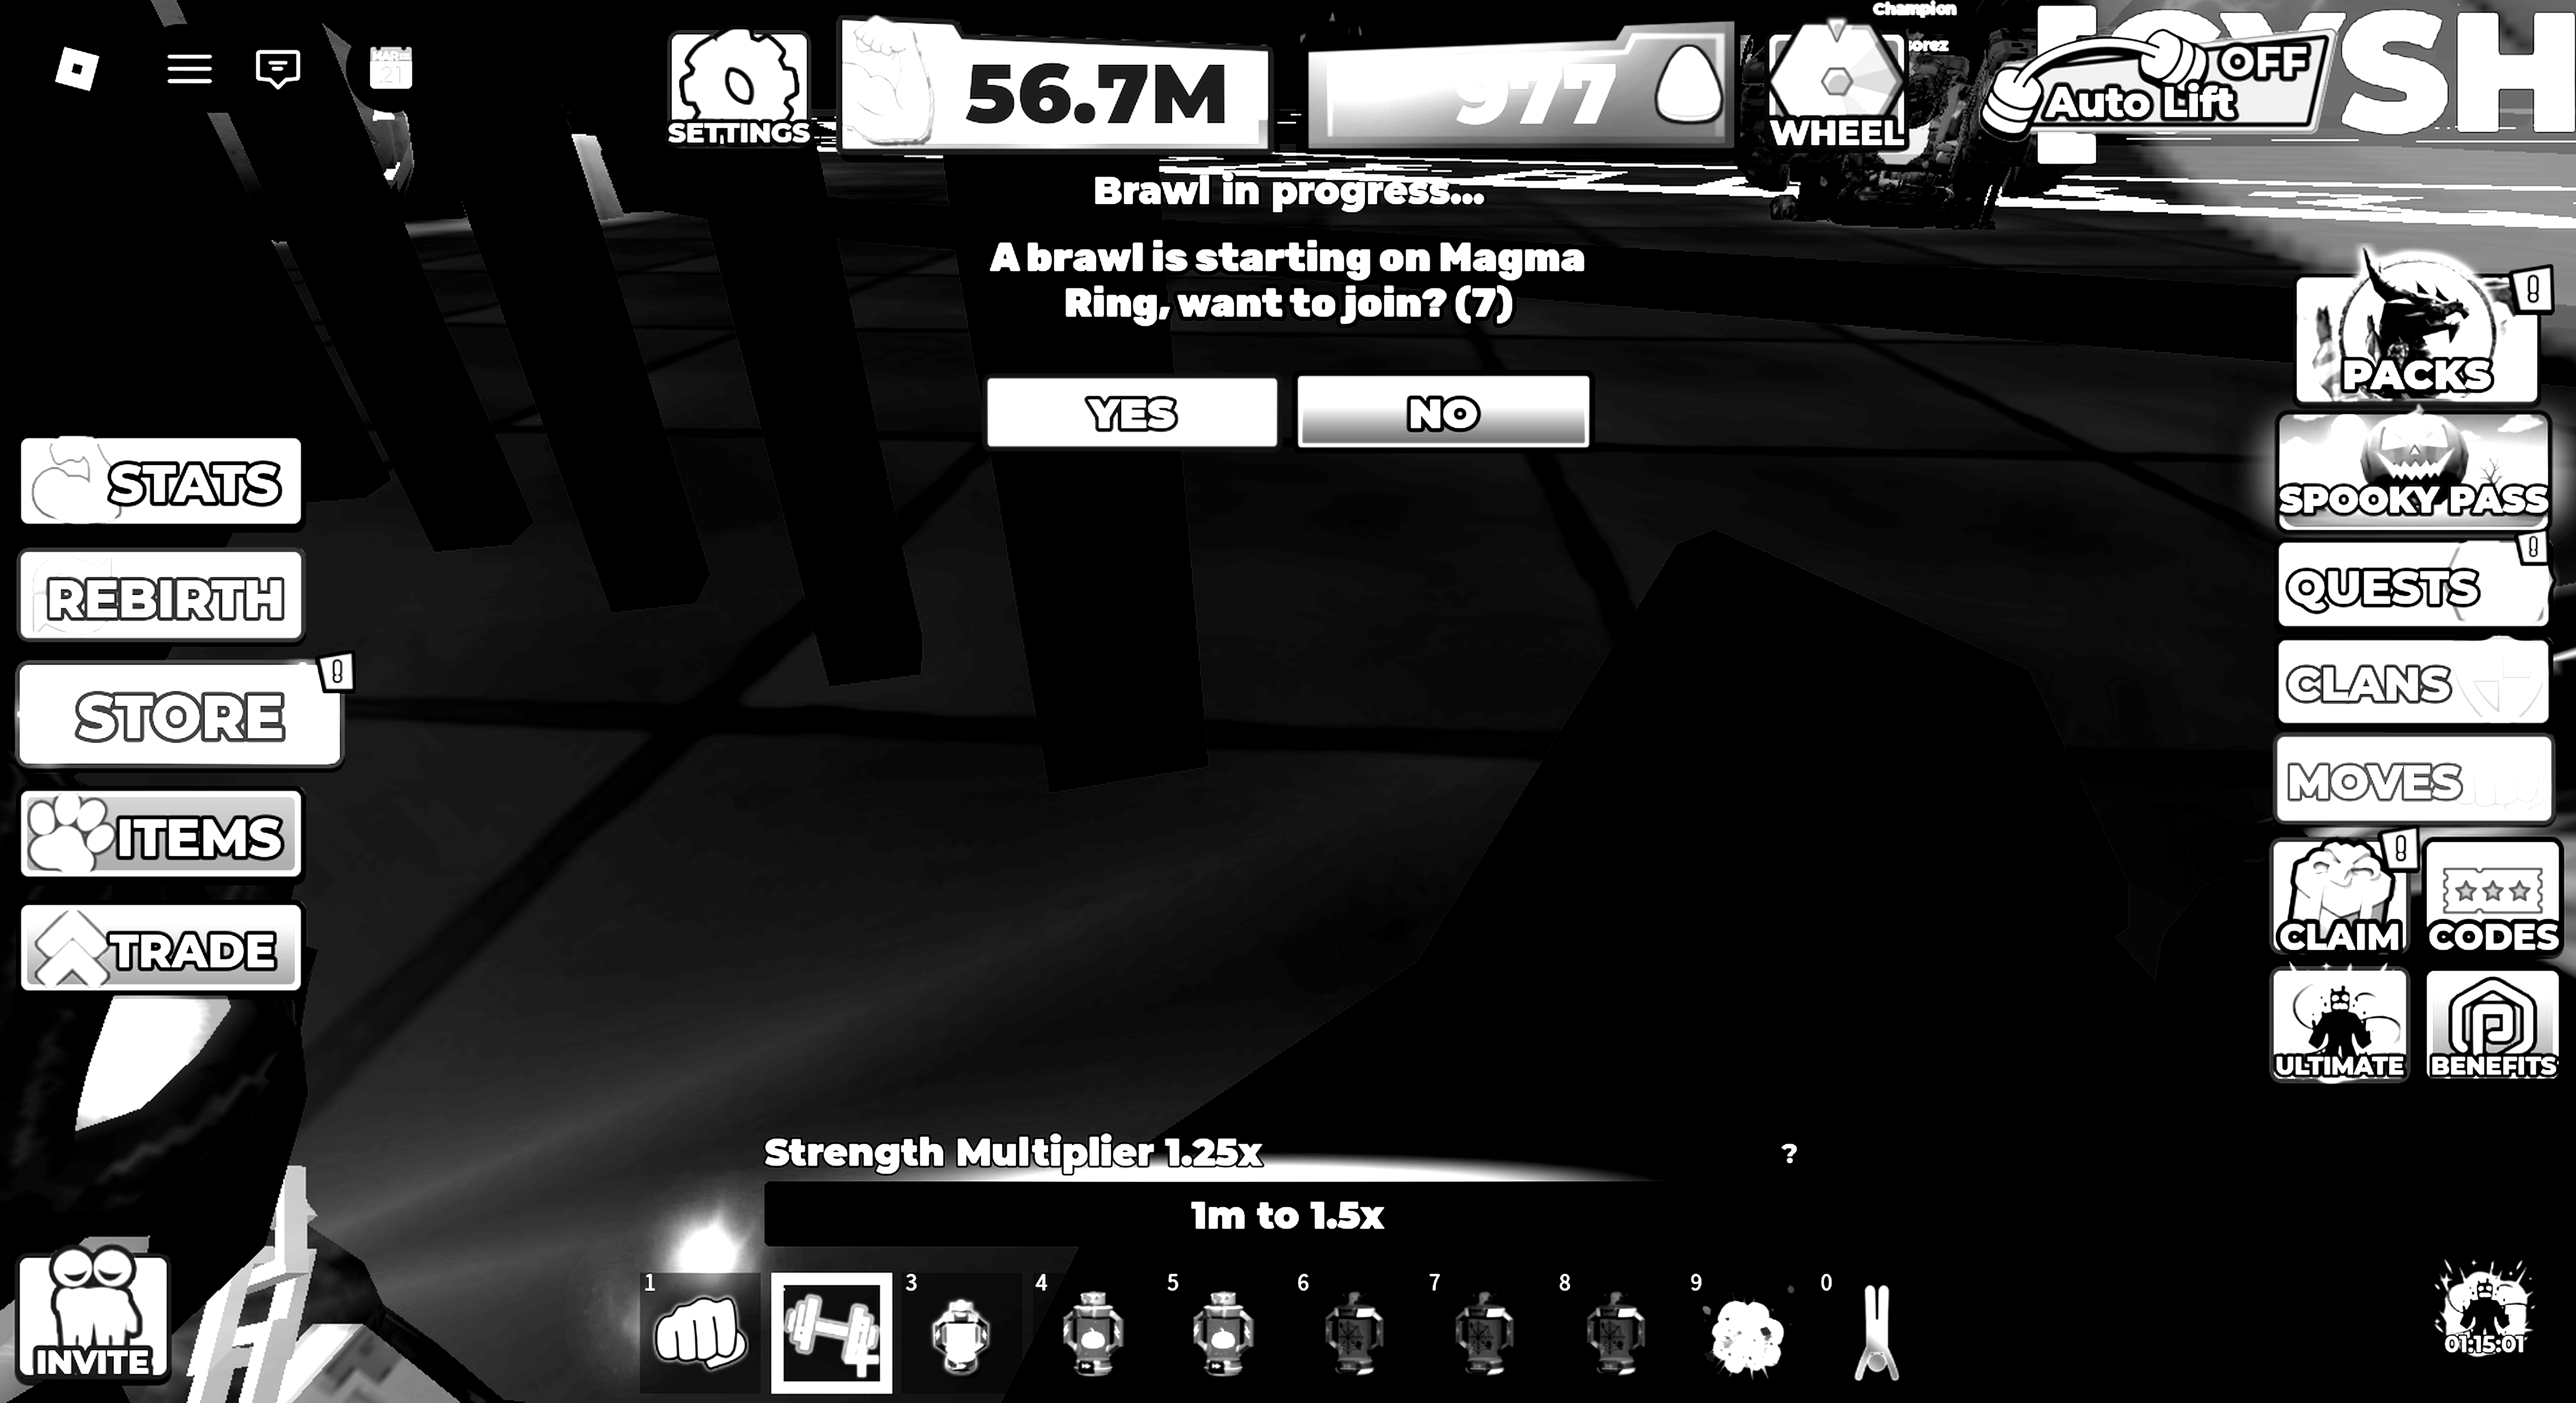 Champion
SETTINGS
56.7M
977
WHEEL
OFF
Auto Lift
YSH
Brawl in progress...
A brawl is starting on Magma
Ring, want to join? (7)
YES
NO
PACKS
SPOOKY PASS
QUESTS
CLANS
MOVES
CLAIM
CODES
ULTIMATE
BENEFITS
STATS
REBIRTH
STORE
ITEMS
TRADE
INVITE
Strength Multiplier 1.25x
?
1m to 1.5x
1
3
4
5
6
7
8
9
0
01:15:01